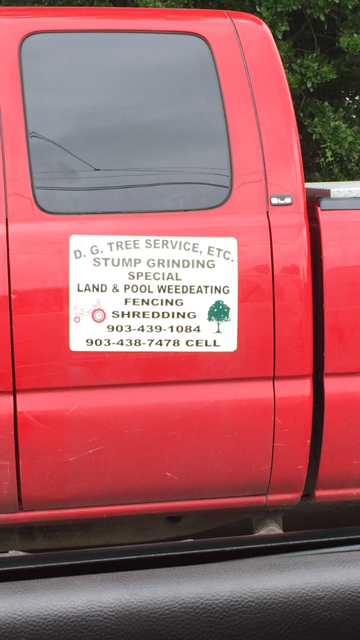 D. G. TREE SERVICE, ETC.
STUMP GRINDING
SPECIAL
LAND & POOL WEEDEATING
FENCING
SHREDDING
903-439-1084
903-438-7478 CELL